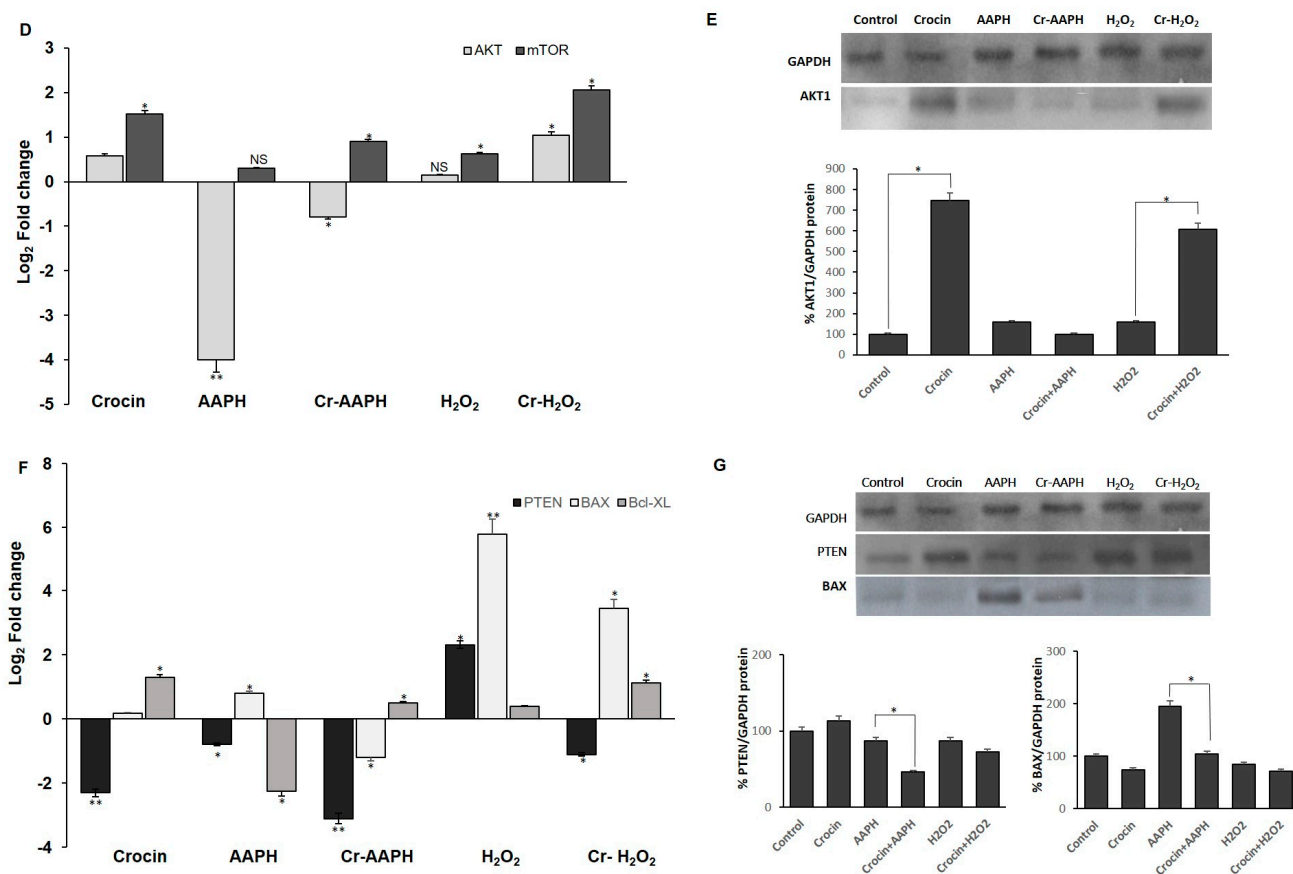 D
AKT mTOR
Log2 Fold change
3
2
1
0
-1
-2
-3
-4
-5
*
**
NS
*
*
NS
*
*
*
Crocin AAPH Cr-AAPH H2O2 Cr-H2O2
E
Control Crocin AAPH Cr-AAPH H2O2 Cr-H2O2
GAPDH
AKT1
% AKT1/GAPDH protein
900
800
700
600
500
400
300
200
100
0
*
*
Control Crocin AAPH Crocin+AAPH H2O2 Crocin+H2O2
F
PTEN BAX Bcl-XL
Log2 Fold change
8
6
4
2
0
-2
-4
**
*
*
*
*
**
*
*
*
**
*
*
*
Crocin AAPH Cr-AAPH H2O2 Cr- H2O2
G
Control Crocin AAPH Cr-AAPH H2O2 Cr-H2O2
GAPDH
PTEN
BAX
% PTEN/GAPDH protein
200
100
0
*
Control Crocin AAPH Crocin+AAPH H2O2 Crocin+H2O2
% BAX/GAPDH protein
300
200
100
0
*
Control Crocin AAPH Crocin+AAPH H2O2 Crocin+H2O2